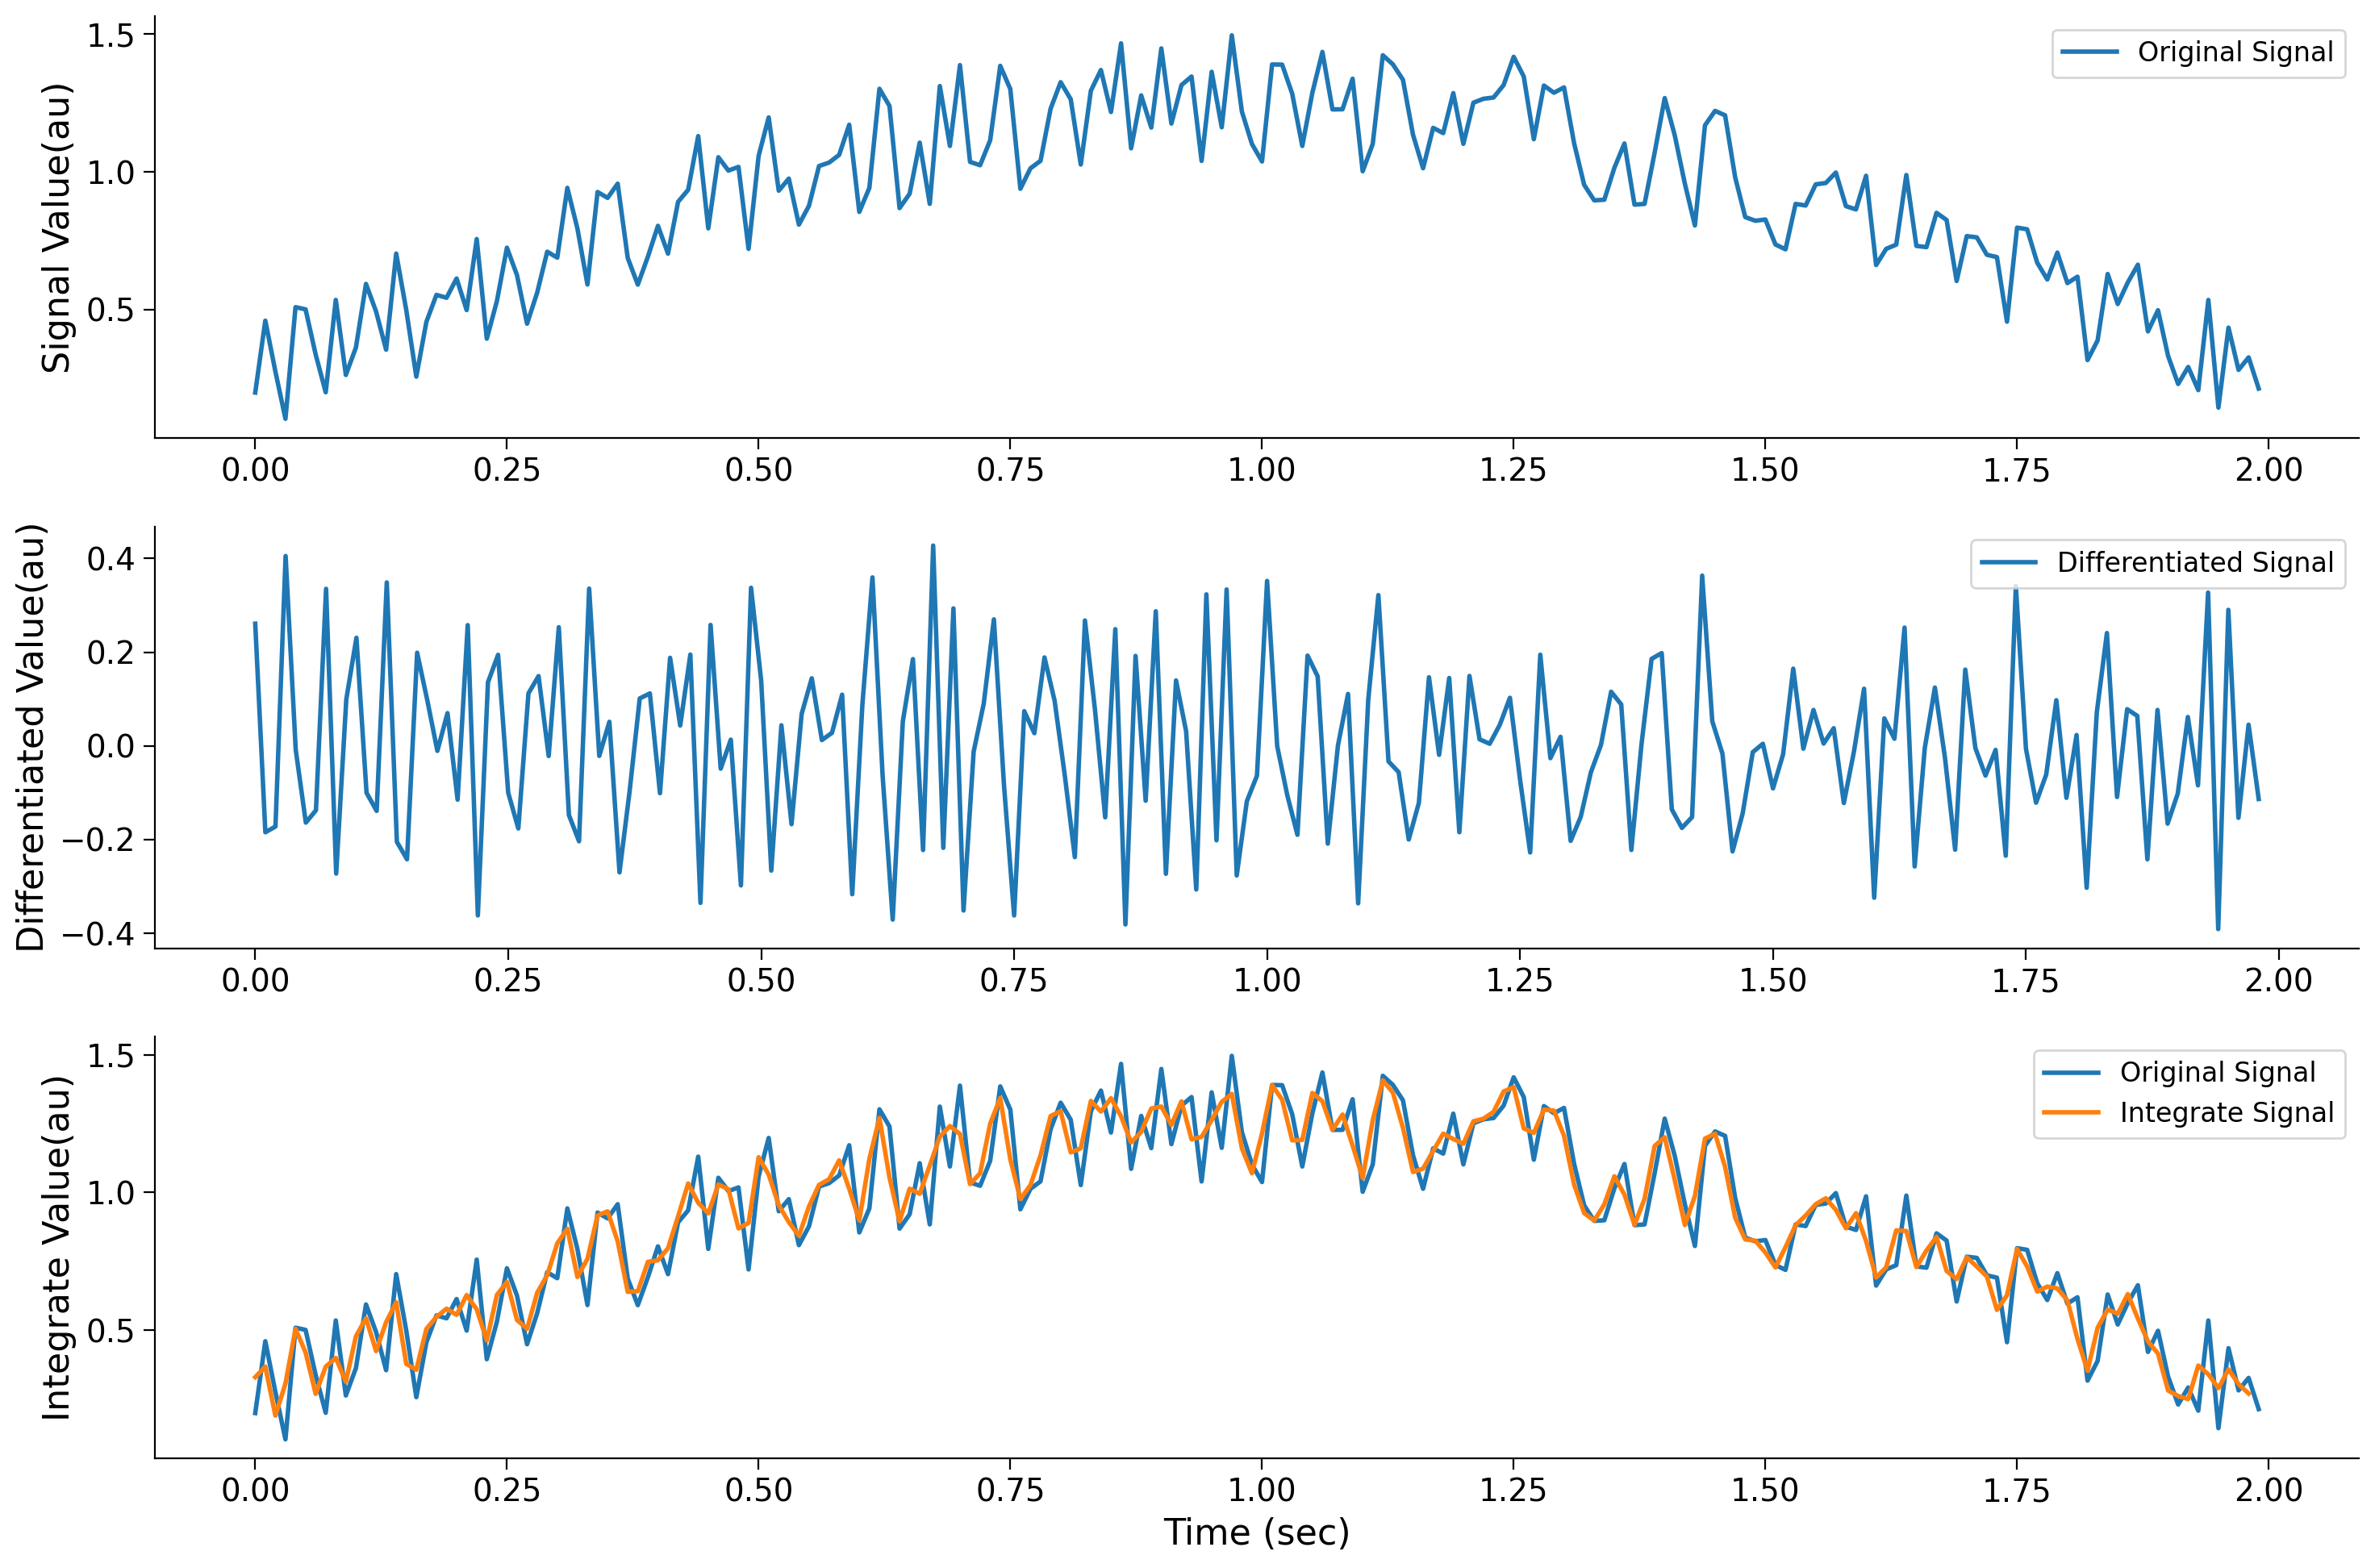 Signal Value(au)
1.5
1.0
0.5
Original Signal
0.00 0.25 0.50 0.75 1.00 1.25 1.50 1.75 2.00
Differentiated Value(au)
0.4
0.2
0.0
−0.2
−0.4
Differentiated Signal
0.00 0.25 0.50 0.75 1.00 1.25 1.50 1.75 2.00
Integrate Value(au)
1.5
1.0
0.5
Original Signal
Integrate Signal
0.00 0.25 0.50 0.75 1.00 1.25 1.50 1.75 2.00
Time (sec)